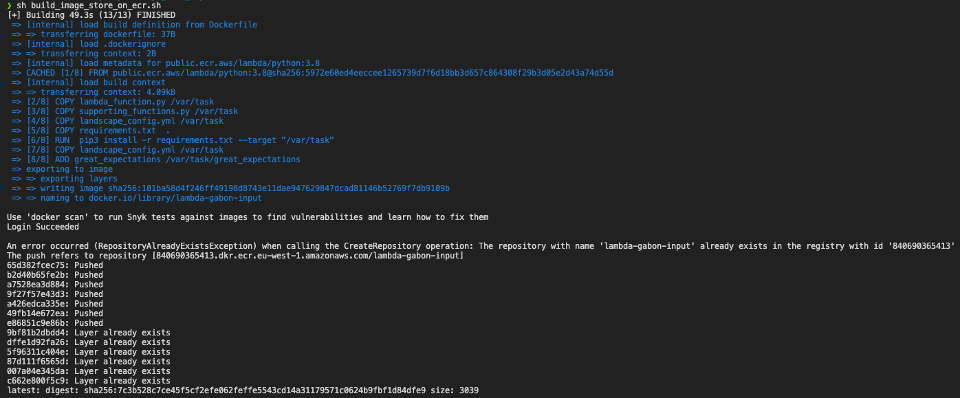 ❯ sh build_image_store_on_ecr.sh
[+] Building 49.3s (13/13) FINISHED
=> [internal] load build definition from Dockerfile
=> => transferring dockerfile: 37B
=> [internal] load .dockerignore
=> => transferring context: 2B
=> [internal] load metadata for public.ecr.aws/lambda/python:3.8
=> CACHED [1/8] FROM public.ecr.aws/lambda/python:3.8@sha256:5972e60ed4eeccee1265739d7f6d18bb3d657c864308f29b3d05e2d43a74d55d
=> [internal] load build context
=> => transferring context: 4.09kB
=> [2/8] COPY lambda_function.py /var/task
=> [3/8] COPY supporting_functions.py /var/task
=> [4/8] COPY landscape_config.yml /var/task
=> [5/8] COPY requirements.txt  .
=> [6/8] RUN  pip3 install -r requirements.txt --target "/var/task"
=> [7/8] COPY landscape_config.yml /var/task
=> [8/8] ADD great_expectations /var/task/great_expectations
=> exporting to image
=> => exporting layers
=> => writing image sha256:101ba58d4f246ff49198d8743e11dae947629847dcad81146b52769f7db9109b
=> => naming to docker.io/library/lambda-gabon-input
Use 'docker scan' to run Snyk tests against images to find vulnerabilities and learn how to fix them
Login Succeeded
An error occurred (RepositoryAlreadyExistsException) when calling the CreateRepository operation: The repository with name 'lambda-gabon-input' already exists in the registry with id '840690365413'
The push refers to repository [840690365413.dkr.ecr.eu-west-1.amazonaws.com/lambda-gabon-input]
65d382fcec75: Pushed
b2d40b65fe2b: Pushed
a7528ea3d884: Pushed
9f27f57e43d3: Pushed
a426edca335e: Pushed
49fb14e672ea: Pushed
e86851c9e86b: Pushed
9bf81b2dbdd4: Layer already exists
dffe1d92fa26: Layer already exists
5f96311c404e: Layer already exists
87d111f6565d: Layer already exists
007a04e345da: Layer already exists
c662e800f5c9: Layer already exists
latest: digest: sha256:7c3b528c7ce45f5cf2efe062feffe5543cd14a31179571c0624b9fbf1d84dfe9 size: 3039